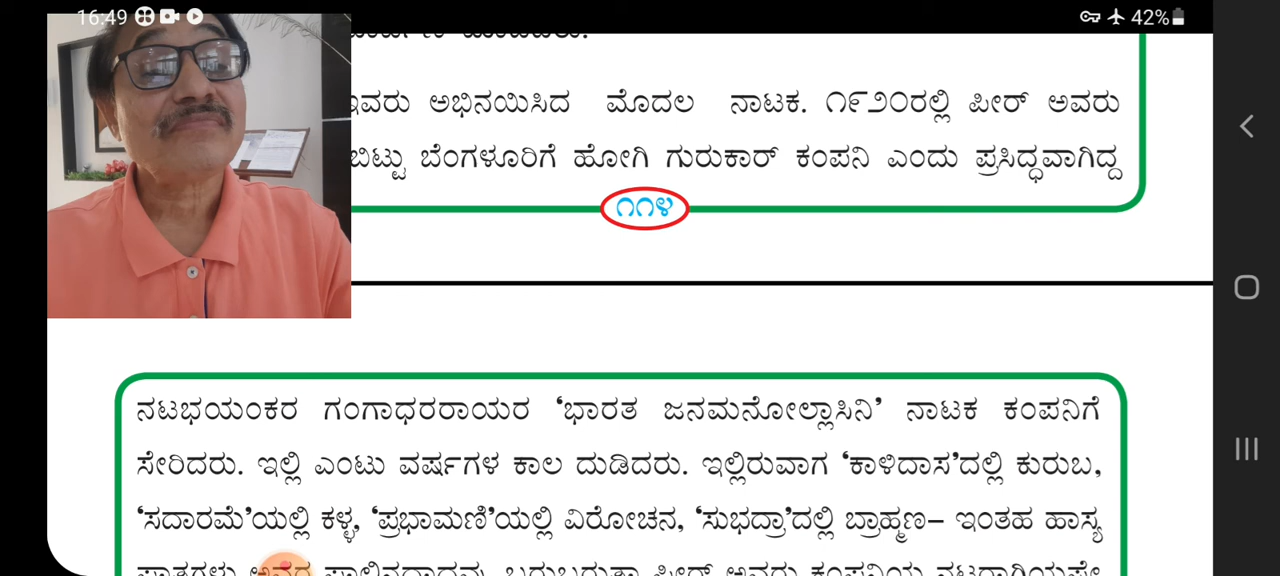 16:49 42%
ಇವರು ಅಭಿನಯಿಸಿದ ಮೊದಲ ನಾಟಕ. ೧೯೨೦ರಲ್ಲಿ ಪೀರ್ ಅವರು
ಬಿಟ್ಟು ಬೆಂಗಳೂರಿಗೆ ಹೋಗಿ ಗುರುಕಾರ್ ಕಂಪನಿ ಎಂದು ಪ್ರಸಿದ್ಧವಾಗಿದ್ದ
೧೧೪
ನಟಭಯಂಕರ ಗಂಗಾಧರರಾಯರ ‘ಭಾರತ ಜನಮನೋಲ್ಲಾಸಿನಿ’ ನಾಟಕ ಕಂಪನಿಗೆ
ಸೇರಿದರು. ಇಲ್ಲಿ ಎಂಟು ವರ್ಷಗಳ ಕಾಲ ದುಡಿದರು. ಇಲ್ಲಿರುವಾಗ ‘ಕಾಳಿದಾಸ’ದಲ್ಲಿ ಕುರುಬ,
‘ಸದಾರಮೆ’ಯಲ್ಲಿ ಕಳ್ಳ, ‘ಪ್ರಭಾಮಣಿ’ಯಲ್ಲಿ ವಿರೋಚನ, ‘ಸುಭದ್ರಾ’ದಲ್ಲಿ ಬ್ರಾಹ್ಮಣ– ಇಂತಹ ಹಾಸ್ಯ